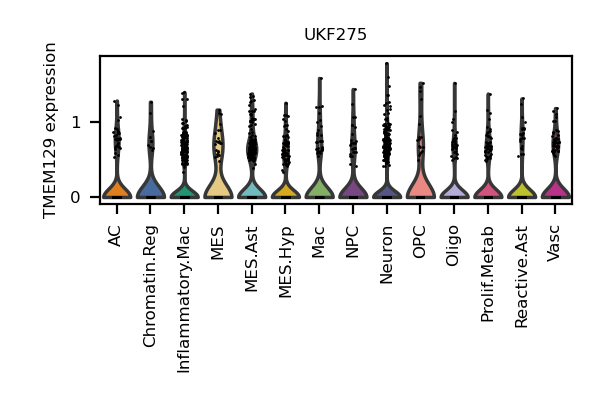 UKF275
TMEM129 expression
1
0
AC
Chromatin.Reg
Inflammatory.Mac
MES
MES.Ast
MES.Hyp
Mac
NPC
Neuron
OPC
Oligo
Prolif.Metab
Reactive.Ast
Vasc